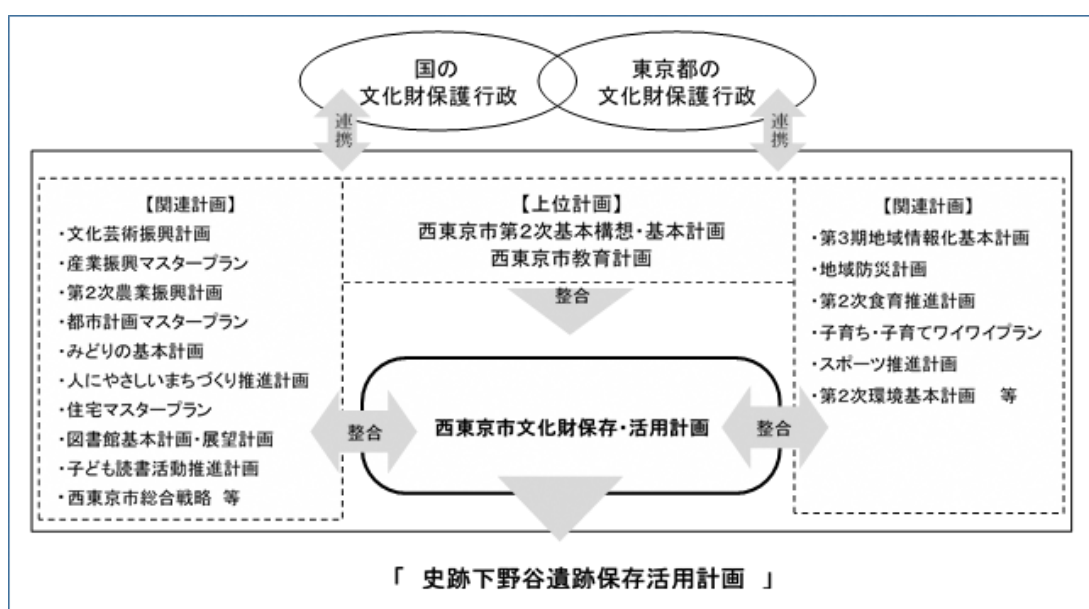 国の
文化財保護行政
東京都の
文化財保護行政
連携
連携
【関連計画】
・文化芸術振興計画
・産業振興マスタープラン
・第2次農業振興計画
・都市計画マスタープラン
・みどりの基本計画
・人にやさしいまちづくり推進計画
・住宅マスタープラン
・図書館基本計画・展望計画
・子ども読書活動推進計画
・西東京市総合戦略 等
【上位計画】
西東京市第2次基本構想・基本計画
西東京市教育計画
整合
【関連計画】
・第3期地域情報化基本計画
・地域防災計画
・第2次食育推進計画
・子育ち・子育てワイワイプラン
・スポーツ推進計画
・第2次環境基本計画 等
整合
西東京市文化財保存・活用計画
整合
「 史跡下野谷遺跡保存活用計画 」